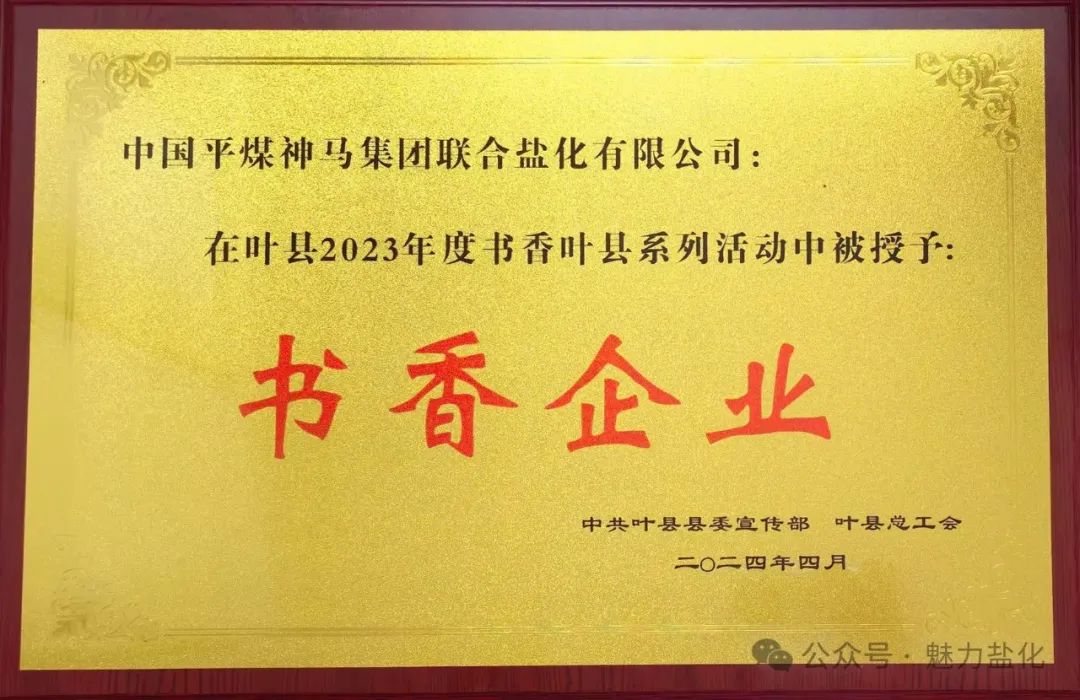 中国平煤神马集团联合盐化有限公司：
在叶县2023年度书香叶县系列活动中被授予:
书香企业
中共叶县县委宣传部 叶县总工会
二〇二四年四月
公众号·魅力盐化